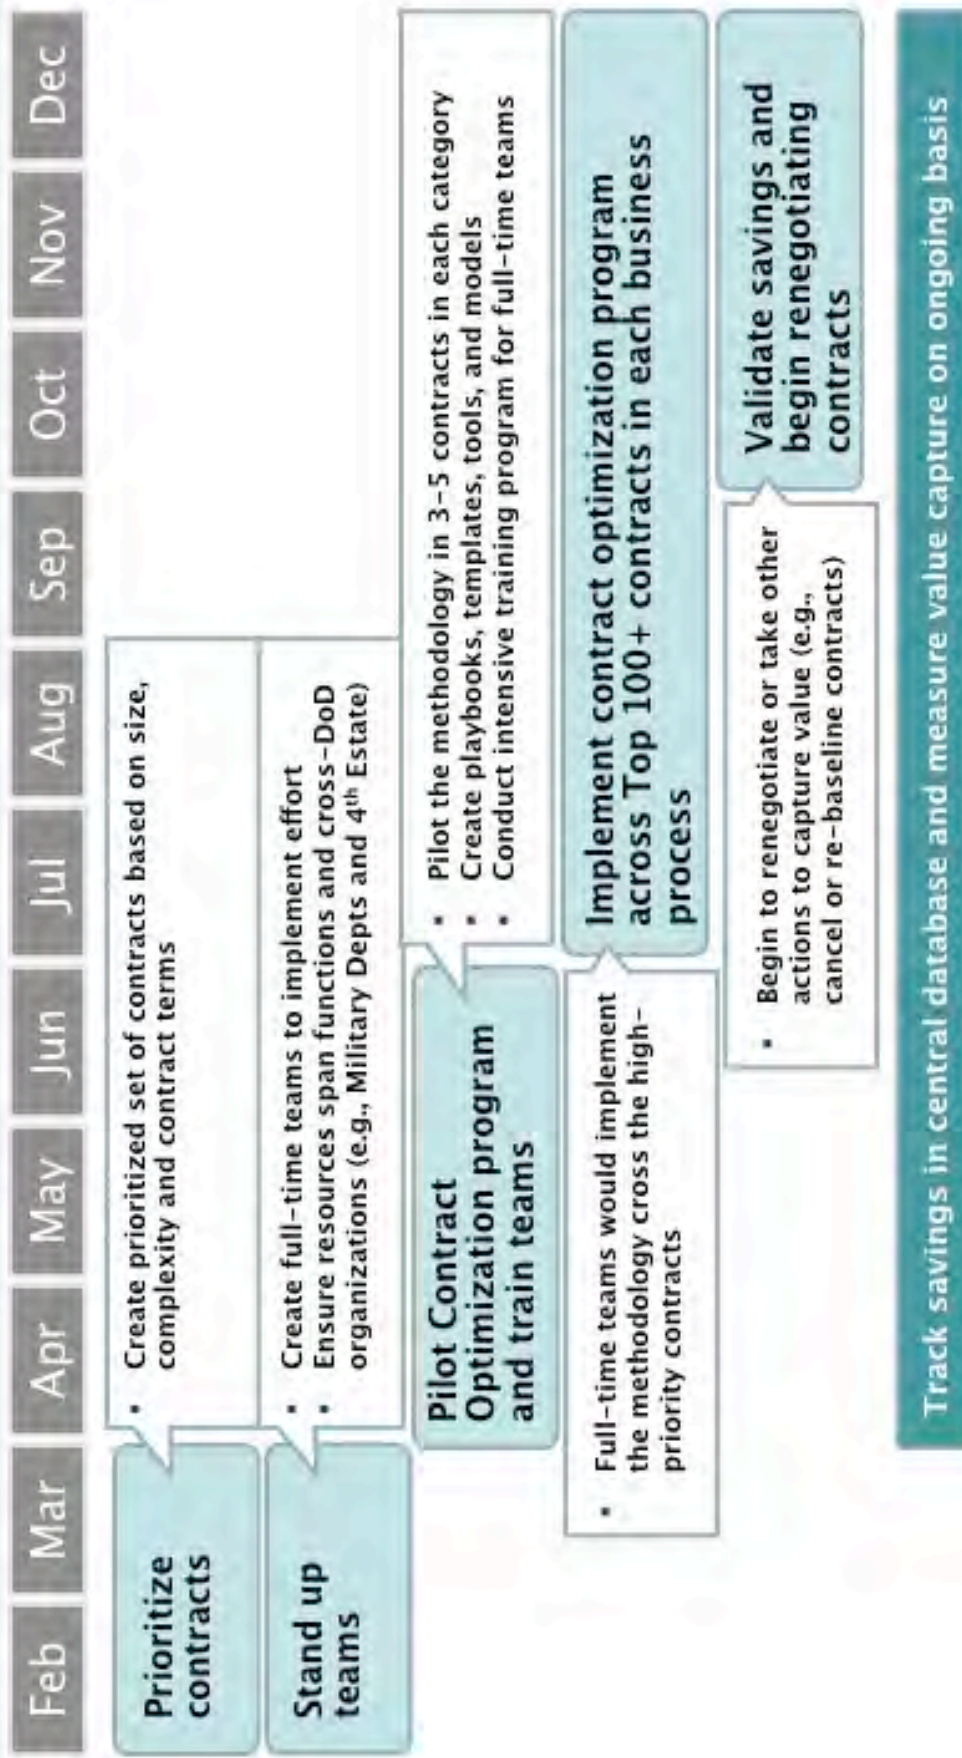 Feb
Mar
Apr
May
Jun
Jul
Aug
Sep
Oct
Nov
Dec
Prioritize
contracts
• Create prioritized set of contracts based on size,
complexity and contract terms
Stand up
teams
• Create full-time teams to implement effort
• Ensure resources span functions and cross-DoD
organizations (e.g., Military Depts and 4th Estate)
Pilot Contract
Optimization program
and train teams
• Pilot the methodology in 3-5 contracts in each category
• Create playbooks, templates, tools, and models
• Conduct intensive training program for full-time teams
• Full-time teams would implement
the methodology cross the high-
priority contracts
Implement contract optimization program
across Top 100+ contracts in each business
process
• Begin to renegotiate or take other
actions to capture value (e.g.,
cancel or re-baseline contracts)
Validate savings and
begin renegotiating
contracts
Track savings in central database and measure value capture on ongoing basis